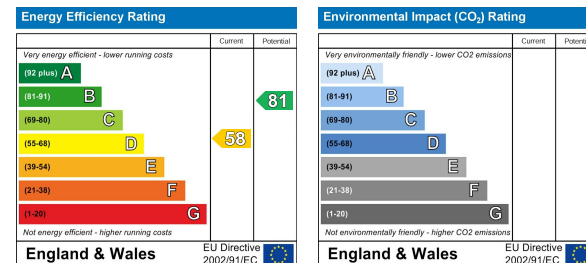 Energy Efficiency Rating
Current Potential
Very energy efficient - lower running costs
(92 plus) A
(81-91) B
81
(69-80) C
(55-68) D
58
(39-54) E
(21-38) F
(1-20) G
Not energy efficient - higher running costs
England & Wales
EU Directive
2002/91/EC
Environmental Impact (CO₂) Rating
Current Potenti
Very environmentally friendly - lower CO2 emissions
(92 plus) A
(81-91) B
(69-80) C
(55-68) D
(39-54) E
(21-38) F
(1-20) G
Not environmentally friendly - higher CO2 emissions
England & Wales
EU Directive
2002/91/EC